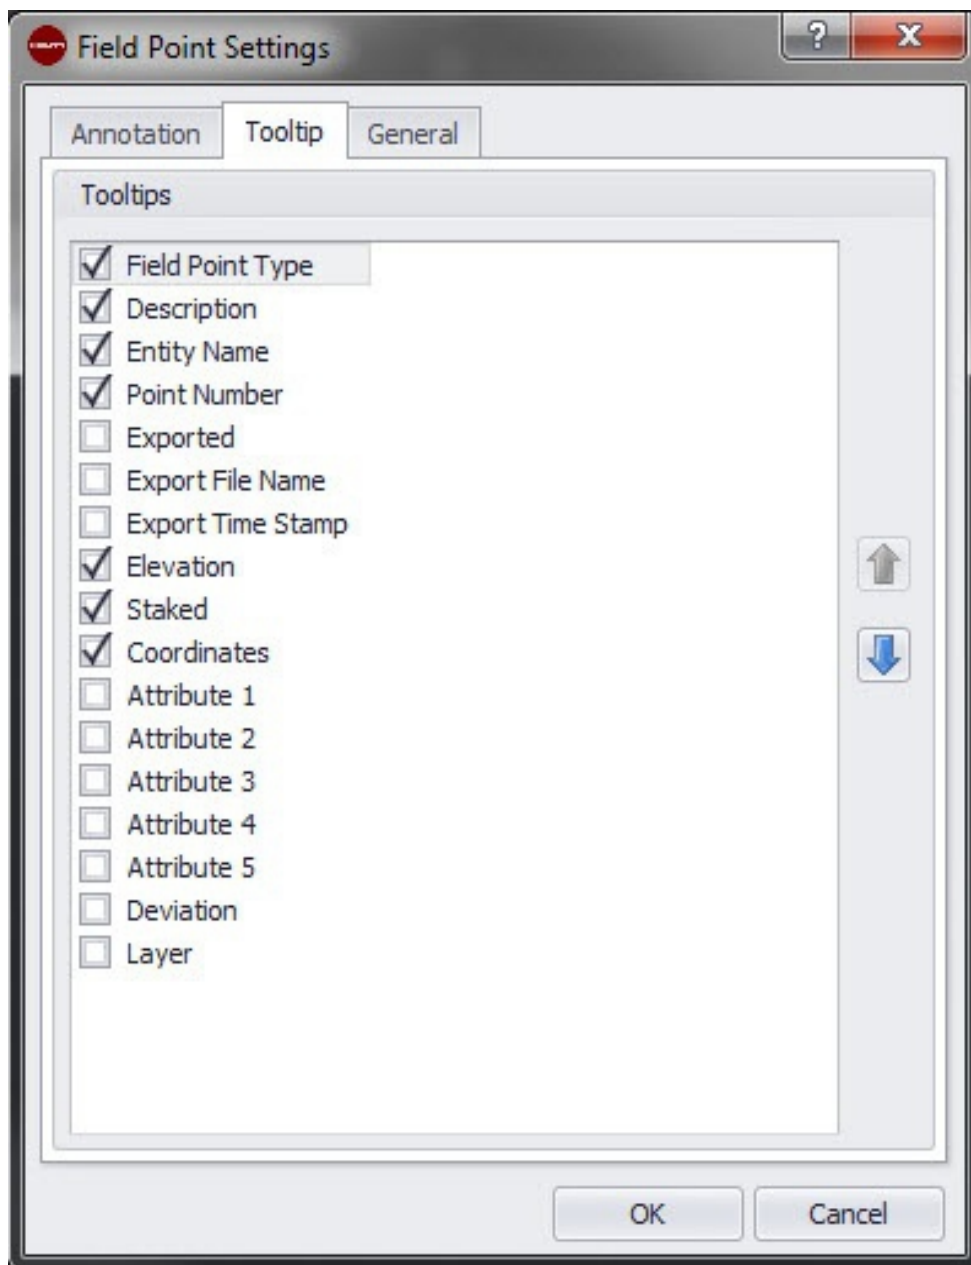 Field Point Settings
?
X
Annotation Tooltip General
Tooltips
Field Point Type
Description
Entity Name
Point Number
Exported
Export File Name
Export Time Stamp
Elevation
Staked
Coordinates
Attribute 1
Attribute 2
Attribute 3
Attribute 4
Attribute 5
Deviation
Layer
OK Cancel